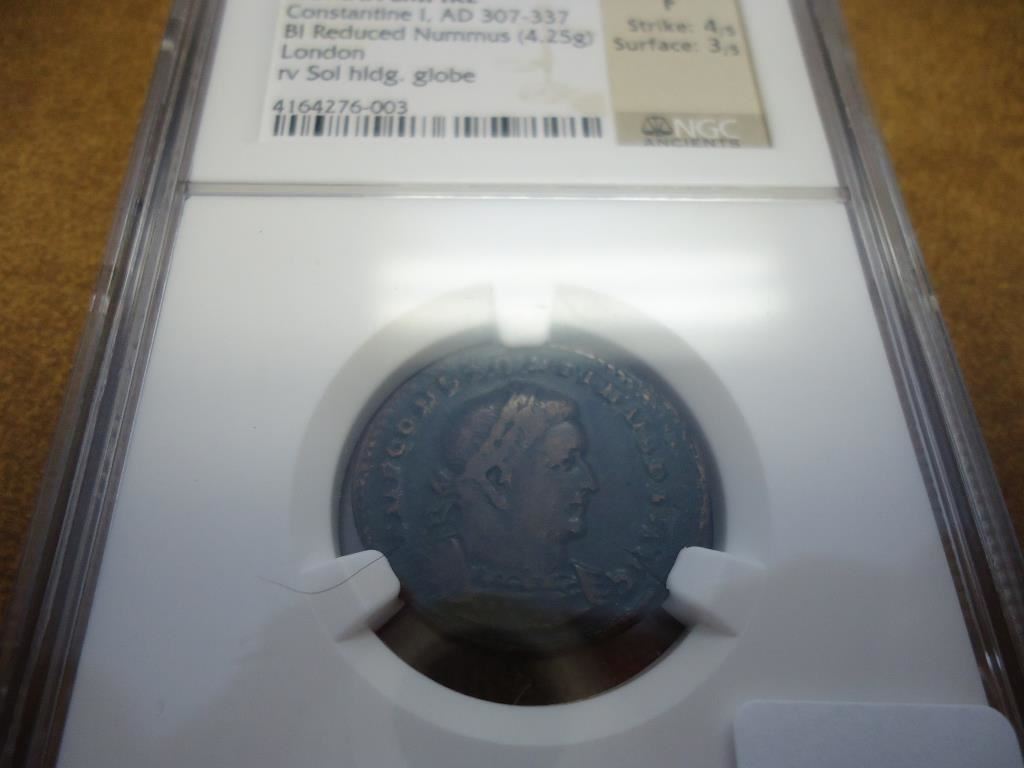 Constantine I, AD 307-337
BI Reduced Nummus (4.25g)
London
rv Sol hldg. globe
4164276-003
F
Strike: 4/5
Surface: 3/5
NGC
ANCIENTS